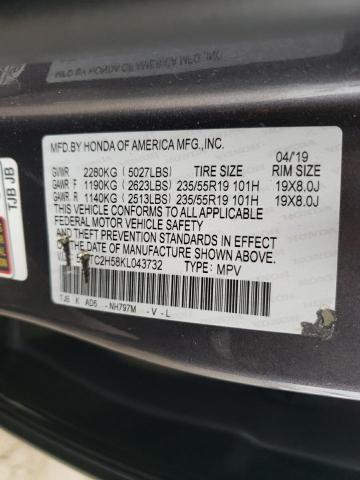 MFD.BY HONDA OF AMERICA MFG.,INC.
04/19
GVWR 2280KG (5027LBS) TIRE SIZE RIM SIZE
GAWR F 1190KG (2623LBS) 235/55R19 101H 19X8.0J
GAWR R 1140KG (2513LBS) 235/55R19 101H 19X8.0J
THIS VEHICLE CONFORMS TO ALL APPLICABLE
FEDERAL MOTOR VEHICLE SAFETY AND
THEFT PREVENTION STANDARDS IN EFFECT ON
THE DATE OF MANUFACTURE SHOWN ABOVE.
TC2H58KL043732 TYPE: MPV
TJB K AD5 - NH797M - V - L
TJB JB